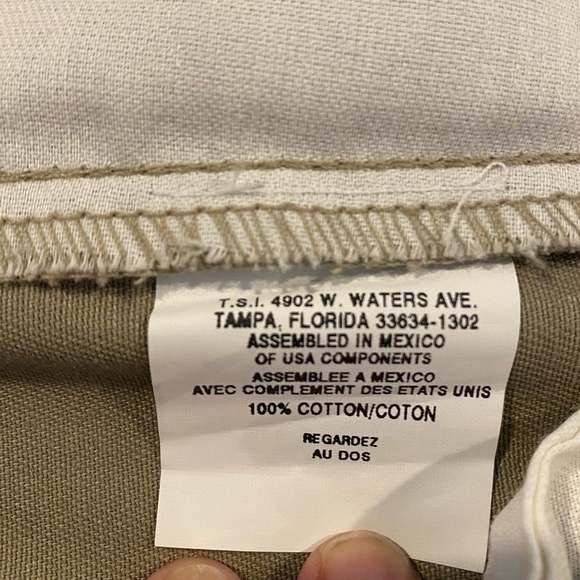 T.S.I. 4902 W. WATERS AVE.
TAMPA, FLORIDA 33634-1302
ASSEMBLED IN MEXICO
OF USA COMPONENTS
ASSEMBLEE A MEXICO
AVEC COMPLEMENT DES ETATS UNIS
100% COTTON/COTON
REGARDEZ
AU DOS